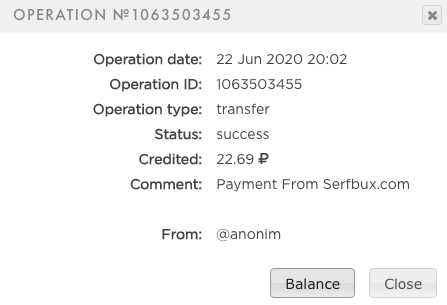 OPERATION №1063503455
Operation date: 22 Jun 2020 20:02
Operation ID: 1063503455
Operation type: transfer
Status: success
Credited: 22.69 ₽
Comment: Payment From Serfbux.com
From: @anonim
Balance Close